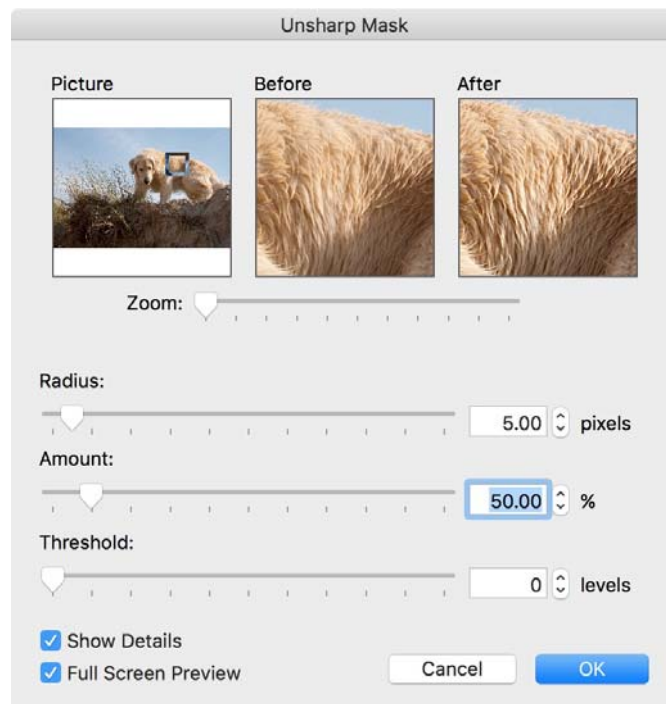 Unsharp Mask
Picture Before After
Zoom:
Radius:
5.00 pixels
Amount:
50.00 %
Threshold:
0 levels
Show Details
Full Screen Preview
Cancel OK